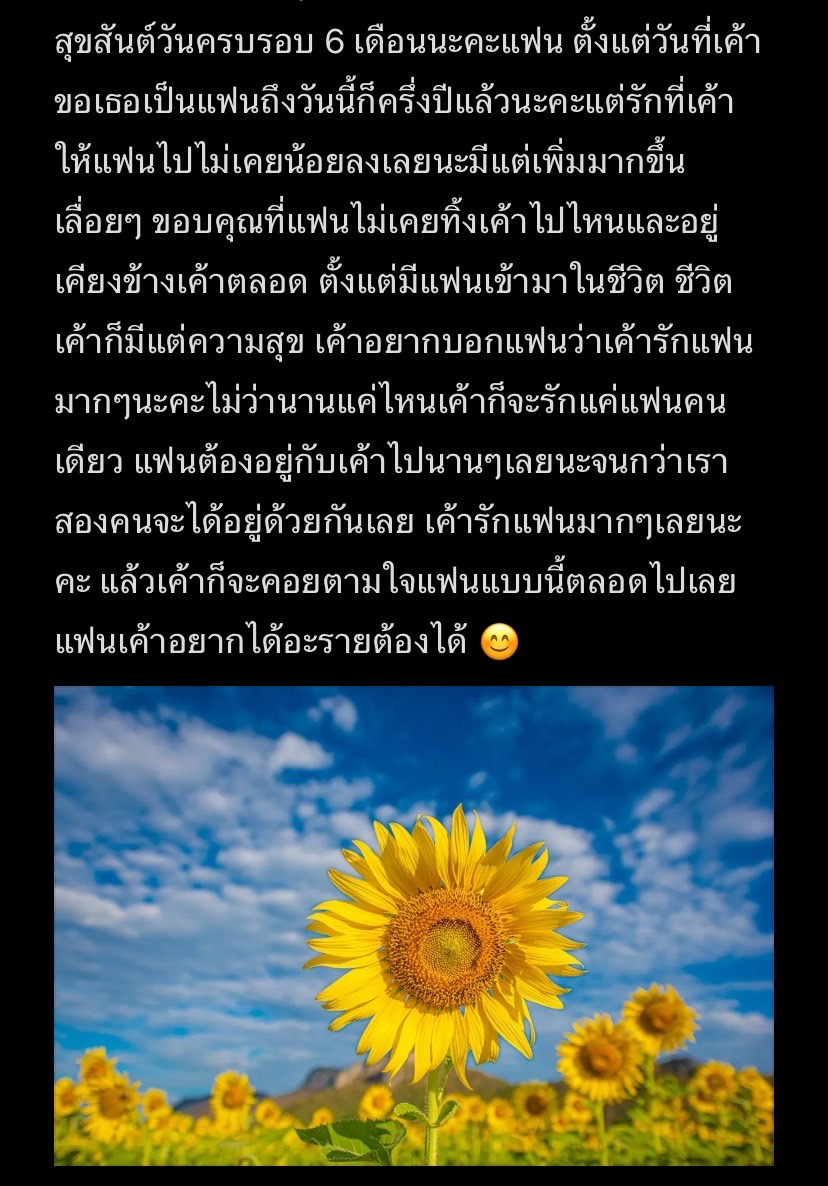 สุขสันต์วันครบรอบ 6 เดือนนะคะแฟน ตั้งแต่วันที่เค้า
ขอเธอเป็นแฟนถึงวันนี้ก็ครึ่งปีแล้วนะคะแต่รักที่เค้า
ให้แฟนไปไม่เคยน้อยลงเลยนะมีแต่เพิ่มมากขึ้น
เลื่อยๆ ขอบคุณที่แฟนไม่เคยทิ้งเค้าไปไหนและอยู่
เคียงข้างเค้าตลอด ตั้งแต่มีแฟนเข้ามาในชีวิต ชีวิต
เค้าก็มีแต่ความสุข เค้าอยากบอกแฟนว่าเค้ารักแฟน
มากๆนะคะไม่ว่านานแค่ไหนเค้าก็จะรักแค่แฟนคน
เดียว แฟนต้องอยู่กับเค้าไปนานๆเลยนะจนกว่าเรา
สองคนจะได้อยู่ด้วยกันเลย เค้ารักแฟนมากๆเลยนะ
คะ แล้วเค้าก็จะคอยตามใจแฟนแบบนี้ตลอดไปเลย
แฟนเค้าอยากได้อะรายต้องได้ 😊